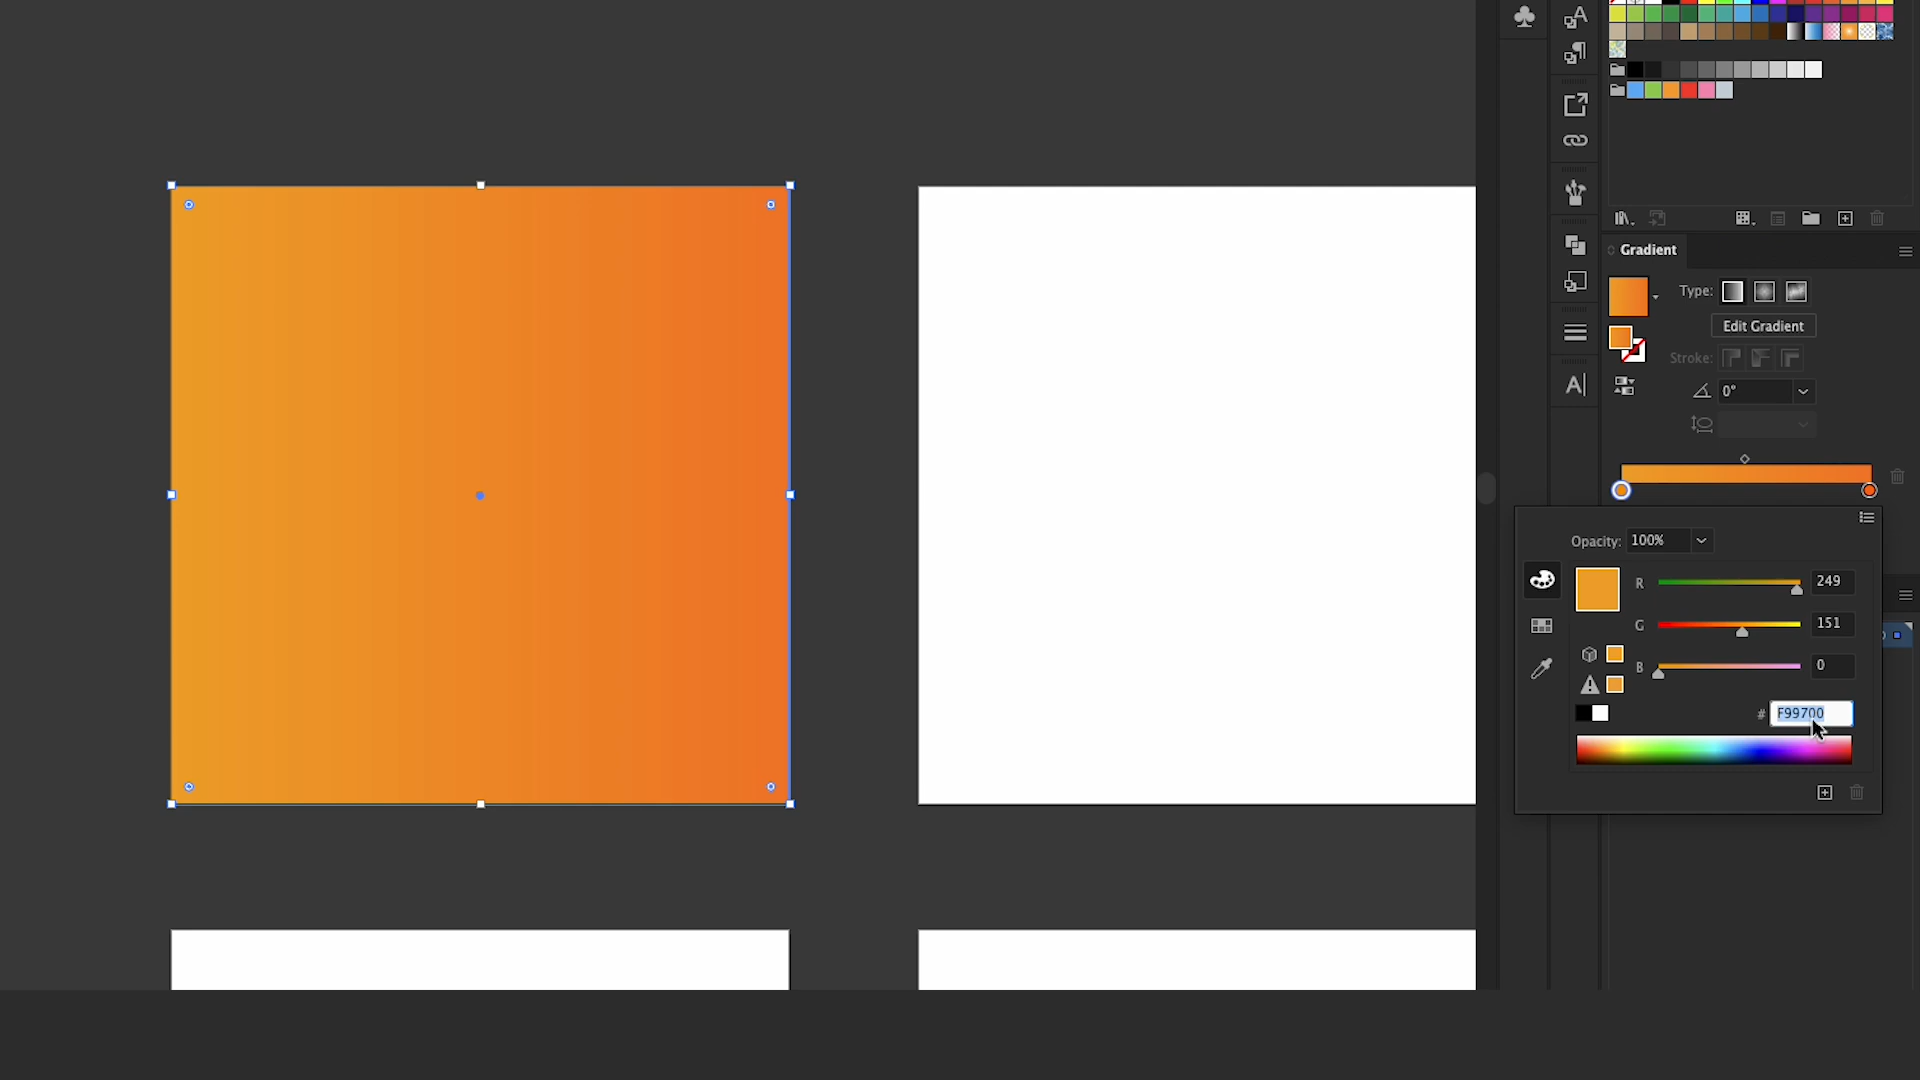 Gradient
Type:
Edit Gradient
Stroke:
0°
Opacity: 100%
R 249
G 151
B 0
# F99700